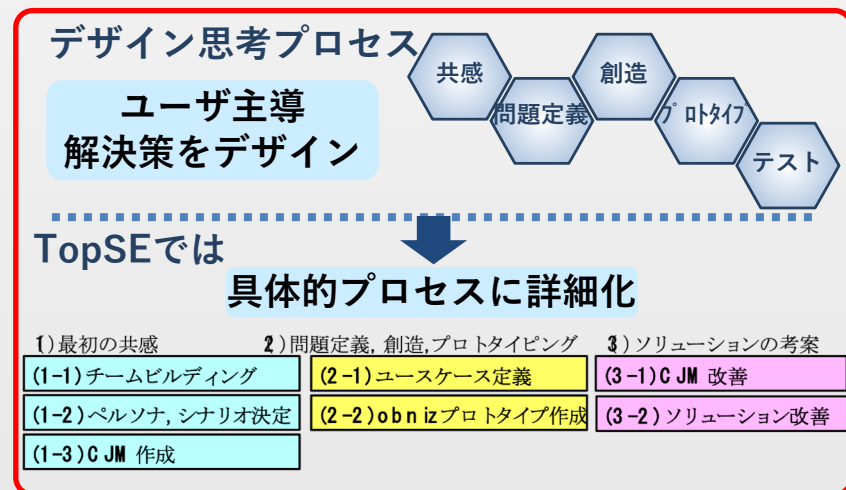 デザイン思考プロセス
ユーザ主導
解決策をデザイン
共感
問題定義
創造
プロトタイプ
テスト
TopSEでは
具体的プロセスに詳細化
1)最初の共感
2)問題定義,創造,プロトタイピング
3)ソリューションの考案
(1-1)チームビルディング
(2-1)ユースケース定義
(3-1)CJM 改善
(1-2)ペルソナ,シナリオ決定
(2-2)obnizプロトタイプ作成
(3-2)ソリューション改善
(1-3)CJM 作成